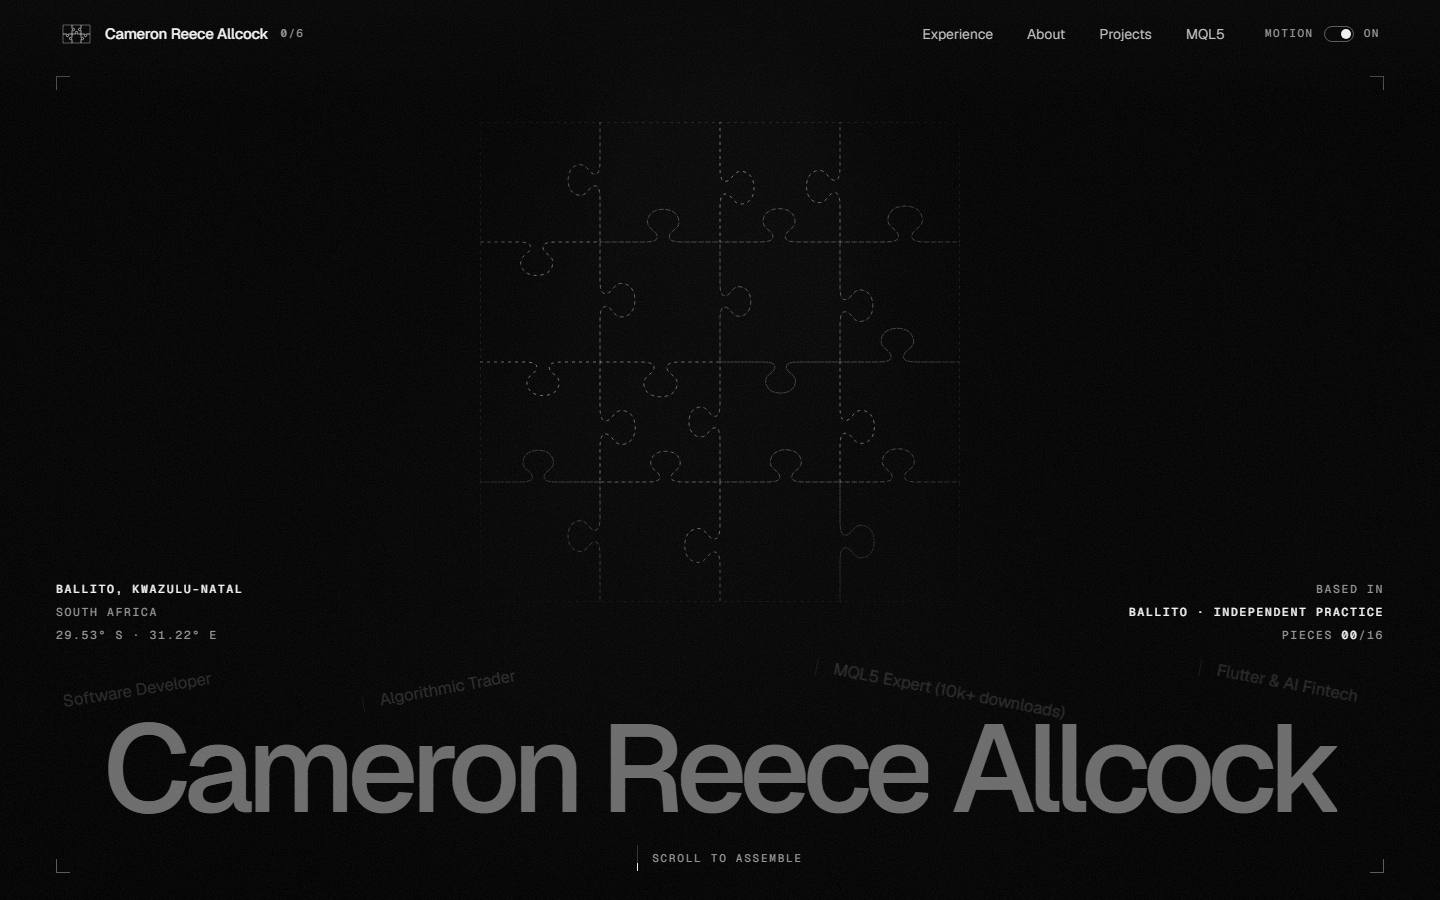 Cameron Reece Allcock 0/6
Experience About Projects MQL5 MOTION ON
BALLITO, KWAZULU-NATAL
SOUTH AFRICA
29.53° S · 31.22° E
BASED IN
BALLITO · INDEPENDENT PRACTICE
PIECES 00/16
Software Developer
Algorithmic Trader
MQL5 Expert (10k+ downloads)
Flutter & AI Fintech
Cameron Reece Allcock
SCROLL TO ASSEMBLE